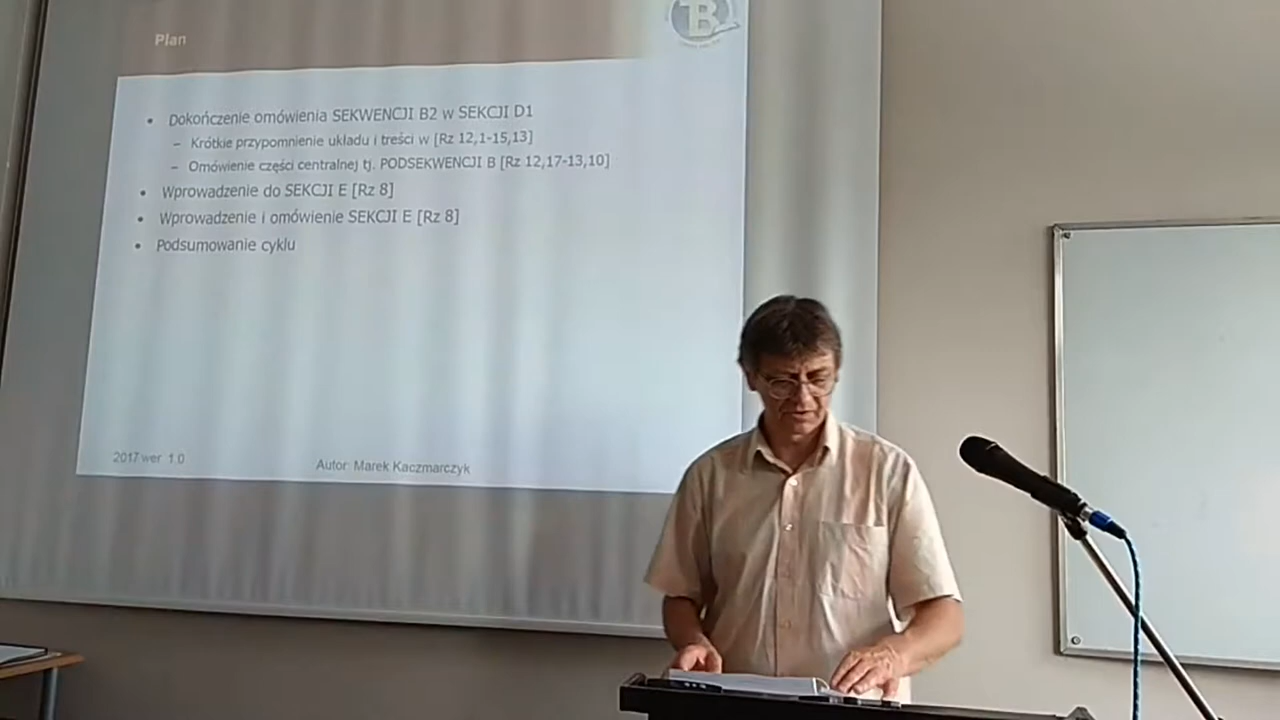 TB
Plan
• Dokończenie omówienia SEKWENCJI B2 w SEKCJI D1
– Krótkie przypomnienie układu i treści w [Rz 12,1-15,13]
– Omówienie części centralnej tj. PODSEKWENCJI B [Rz 12,17-13,10]
• Wprowadzenie do SEKCJI E [Rz 8]
• Wprowadzenie i omówienie SEKCJI E [Rz 8]
• Podsumowanie cyklu
2017 wer 1.0
Autor: Marek Kaczmarczyk